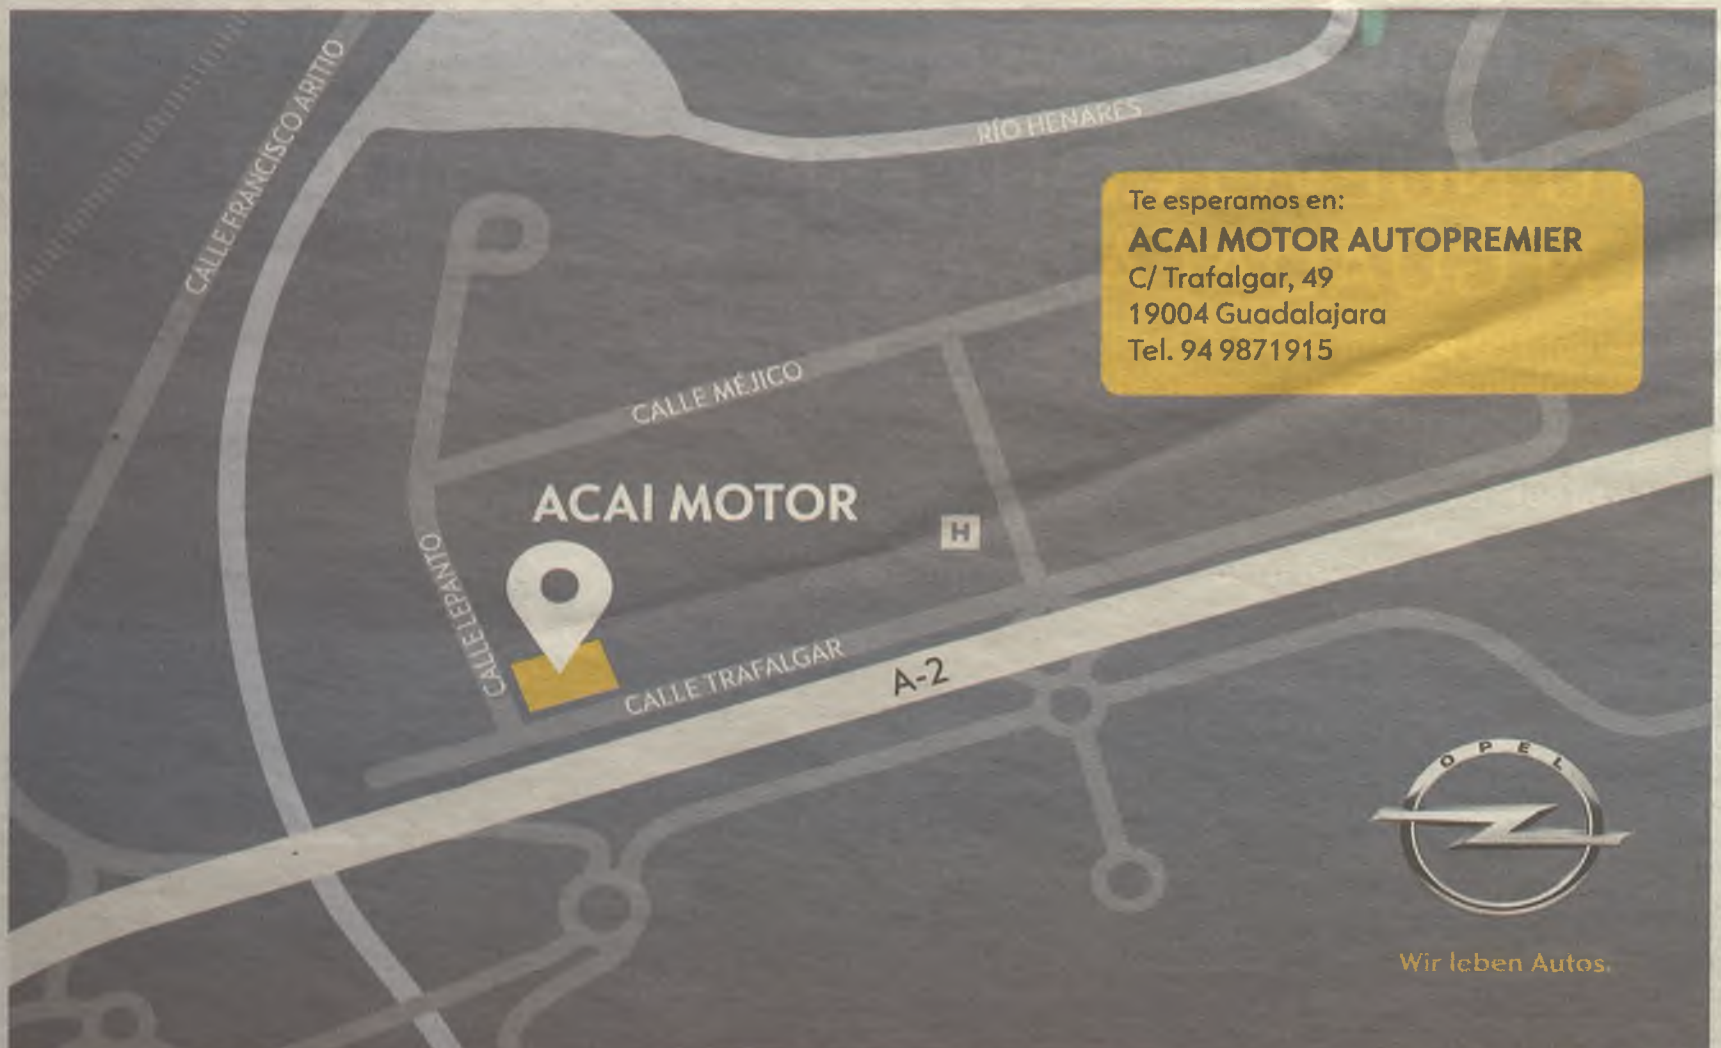 CALLE FRANCISCO ARITIO
RÍO HENARES
Te esperamos en:
ACAI MOTOR AUTOPREMIER
C/ Trafalgar, 49
19004 Guadalajara
Tel. 94 9871915
CALLE MÉJICO
ACAI MOTOR
H
CALLE LEPANTO
CALLE TRAFALGAR
A-2
OPEL
Wir leben Autos.